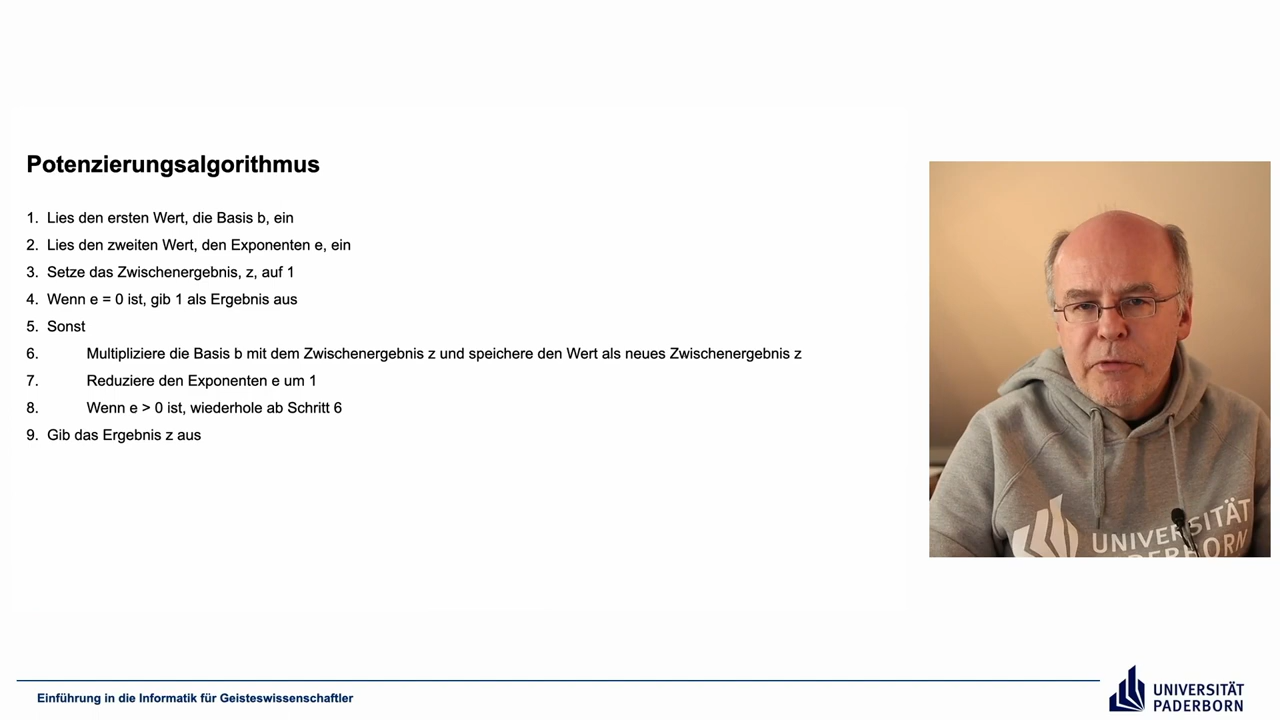 Potenzierungsalgorithmus
1. Lies den ersten Wert, die Basis b, ein
2. Lies den zweiten Wert, den Exponenten e, ein
3. Setze das Zwischenergebnis, z, auf 1
4. Wenn e = 0 ist, gib 1 als Ergebnis aus
5. Sonst
6. Multipliziere die Basis b mit dem Zwischenergebnis z und speichere den Wert als neues Zwischenergebnis z
7. Reduziere den Exponenten e um 1
8. Wenn e > 0 ist, wiederhole ab Schritt 6
9. Gib das Ergebnis z aus
UNIVERSITÄT
PADERBORN
Einführung in die Informatik für Geisteswissenschaftler
UNIVERSITÄT
PADERBORN